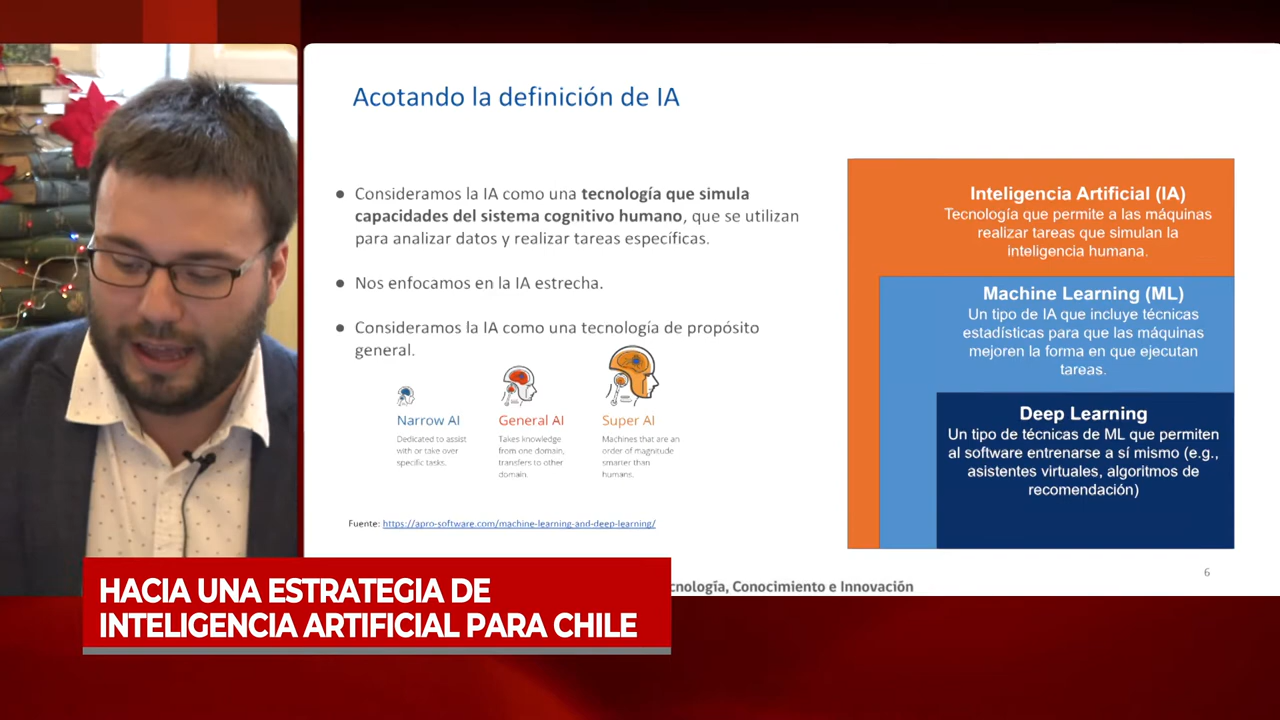 Acotando la definición de IA
● Consideramos la IA como una tecnología que simula
capacidades del sistema cognitivo humano, que se utilizan
para analizar datos y realizar tareas específicas.
● Nos enfocamos en la IA estrecha.
● Consideramos la IA como una tecnología de propósito
general.
Narrow AI
Dedicated to assist
with or take over
specific tasks.
General AI
Takes knowledge
from one domain,
transfers to other
domain.
Super AI
Machines that are an
order of magnitude
smarter than
humans.
Fuente: https://apro-software.com/machine-learning-and-deep-learning/
Inteligencia Artificial (IA)
Tecnología que permite a las máquinas
realizar tareas que simulan la
inteligencia humana.
Machine Learning (ML)
Un tipo de IA que incluye técnicas
estadísticas para que las máquinas
mejoren la forma en que ejecutan
tareas.
Deep Learning
Un tipo de técnicas de ML que permiten
al software entrenarse a sí mismo (e.g.,
asistentes virtuales, algoritmos de
recomendación)
6
cnología, Conocimiento e Innovación
HACIA UNA ESTRATEGIA DE
INTELIGENCIA ARTIFICIAL PARA CHILE